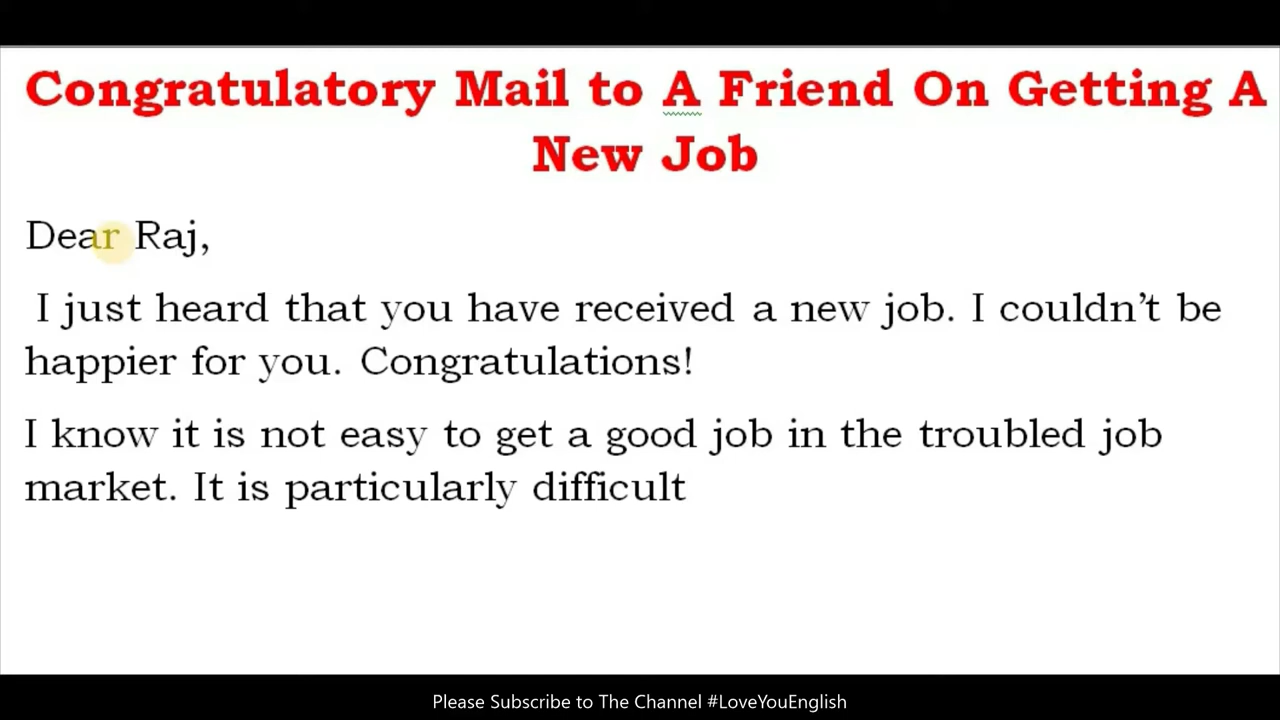 Congratulatory Mail to A Friend On Getting A
New Job
Dear Raj,
I just heard that you have received a new job. I couldn’t be
happier for you. Congratulations!
I know it is not easy to get a good job in the troubled job
market. It is particularly difficult
Please Subscribe to The Channel #LoveYouEnglish